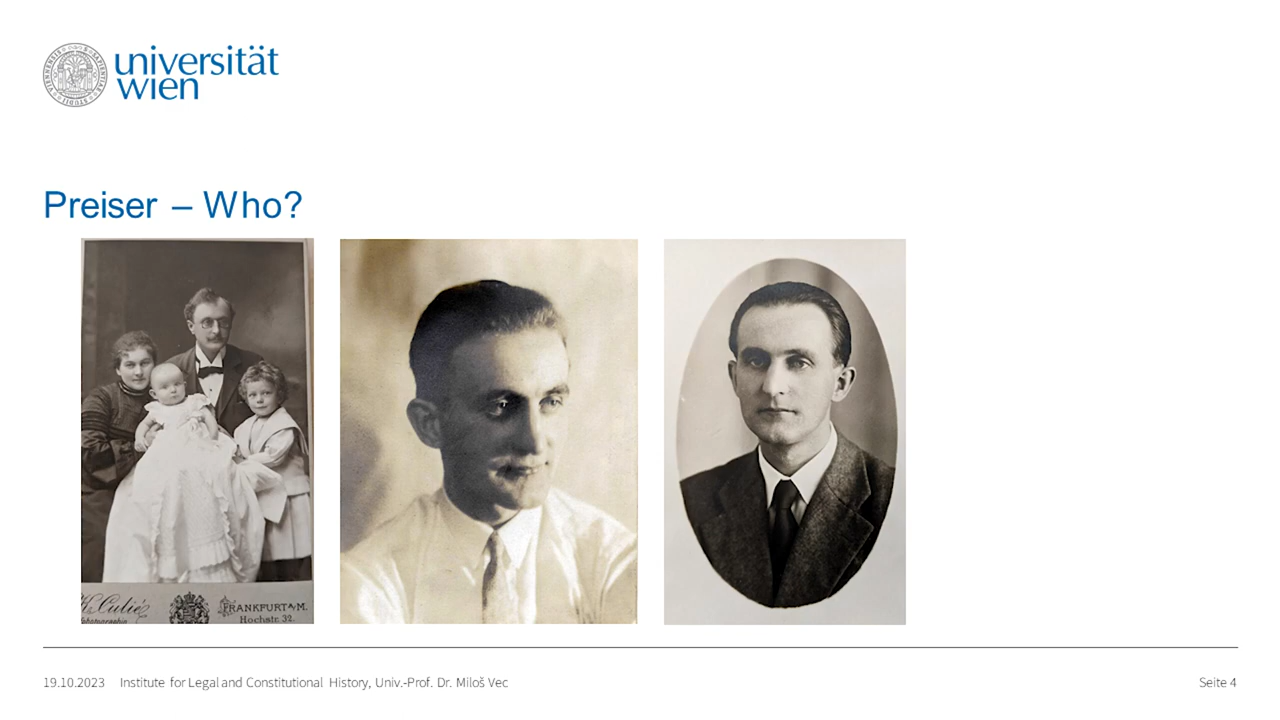 universität
wien
Preiser – Who?
FRANKFURT A/M.
Hochstr. 32.
19.10.2023 Institute for Legal and Constitutional History, Univ.-Prof. Dr. Miloš Vec
Seite 4